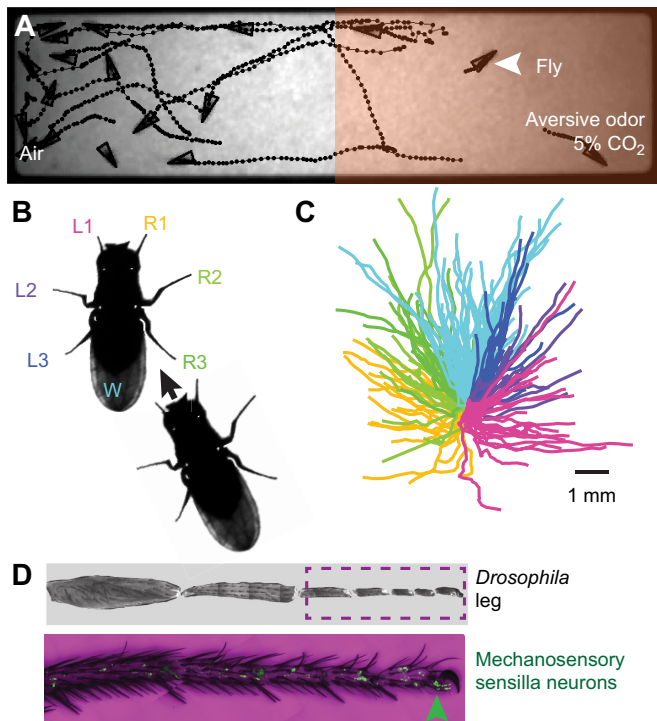 A
Fly
Aversive odor
5% CO₂
Air
B
L1
R1
L2
R2
L3
R3
W
C
1 mm
D
Drosophila
leg
Mechanosensory
sensilla neurons